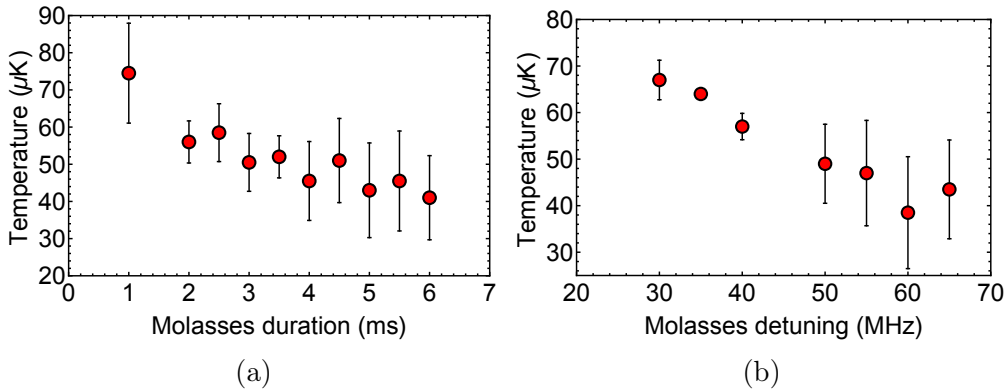 Temperature (μK)
90
80
70
60
50
40
30
20
0 1 2 3 4 5 6 7
Molasses duration (ms)
(a)
Temperature (μK)
70
60
50
40
30
20 30 40 50 60 70
Molasses detuning (MHz)
(b)